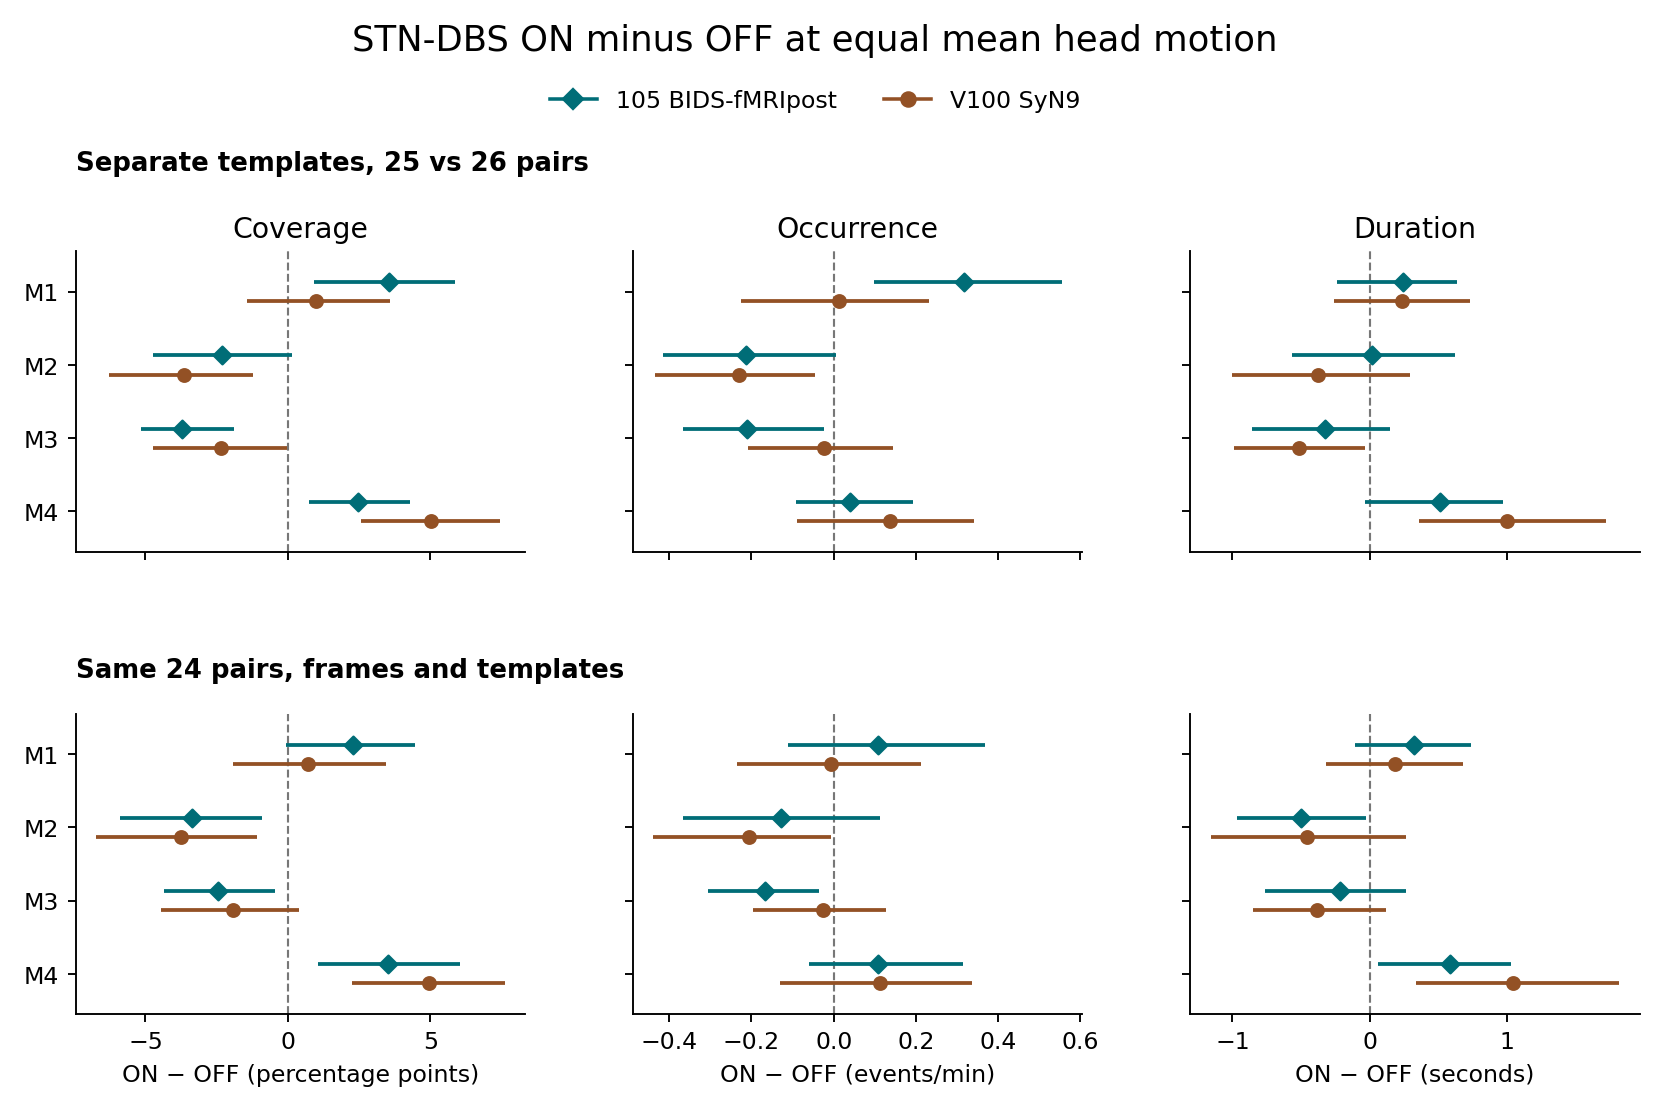 STN-DBS ON minus OFF at equal mean head motion
105 BIDS-fMRIpost V100 SyN9
Separate templates, 25 vs 26 pairs
Coverage Occurrence Duration
M1
M2
M3
M4
Same 24 pairs, frames and templates
M1
M2
M3
M4
−5 0 5 −0.4 −0.2 0.0 0.2 0.4 0.6 −1 0 1
ON − OFF (percentage points) ON − OFF (events/min) ON − OFF (seconds)